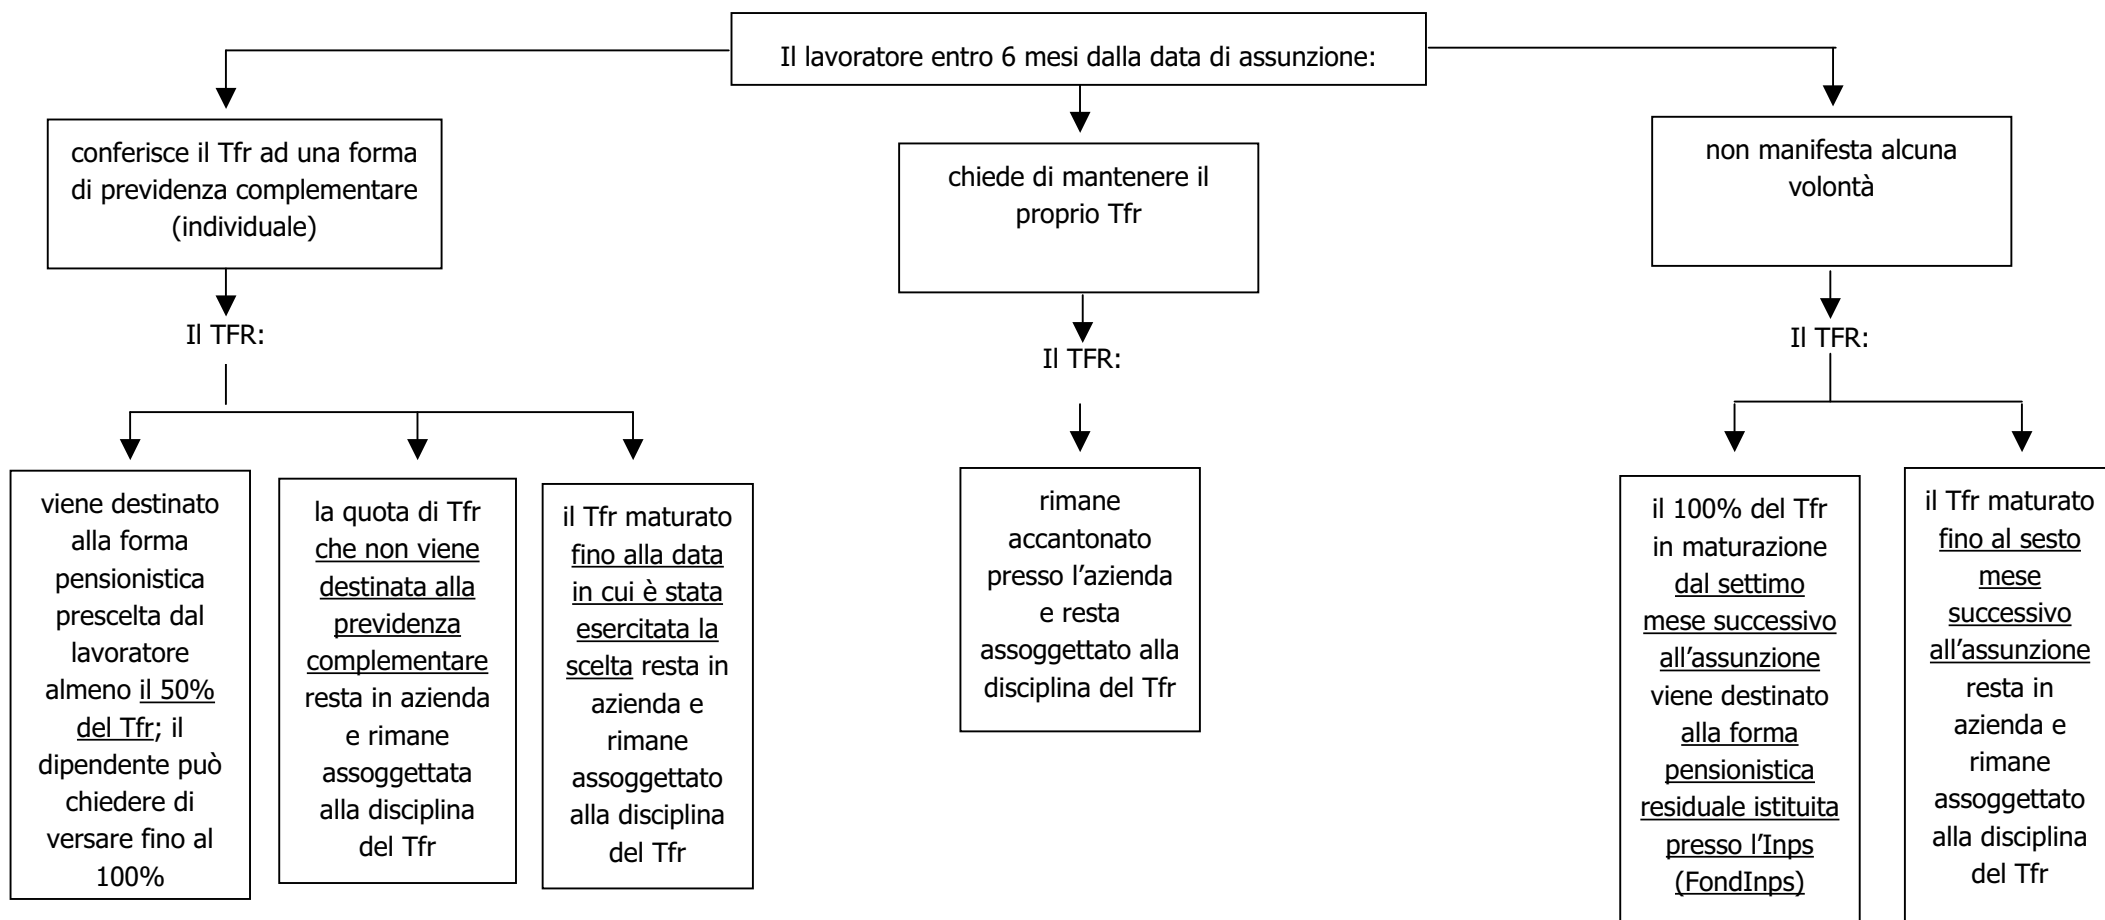 Il lavoratore entro 6 mesi dalla data di assunzione:
conferisce il Tfr ad una forma
di previdenza complementare
(individuale)
chiede di mantenere il
proprio Tfr
non manifesta alcuna
volontà
Il TFR:
Il TFR:
Il TFR:
viene destinato
alla forma
pensionistica
prescelta dal
lavoratore
almeno il 50%
del Tfr; il
dipendente può
chiedere di
versare fino al
100%
la quota di Tfr
che non viene
destinata alla
previdenza
complementare
resta in azienda
e rimane
assoggettata
alla disciplina
del Tfr
il Tfr maturato
fino alla data
in cui è stata
esercitata la
scelta resta in
azienda e
rimane
assoggettato
alla disciplina
del Tfr
rimane
accantonato
presso l’azienda
e resta
assoggettato alla
disciplina del Tfr
il 100% del Tfr
in maturazione
dal settimo
mese successivo
all’assunzione
viene destinato
alla forma
pensionistica
residuale istituita
presso l’Inps
(FondInps)
il Tfr maturato
fino al sesto
mese
successivo
all’assunzione
resta in
azienda e
rimane
assoggettato
alla disciplina
del Tfr